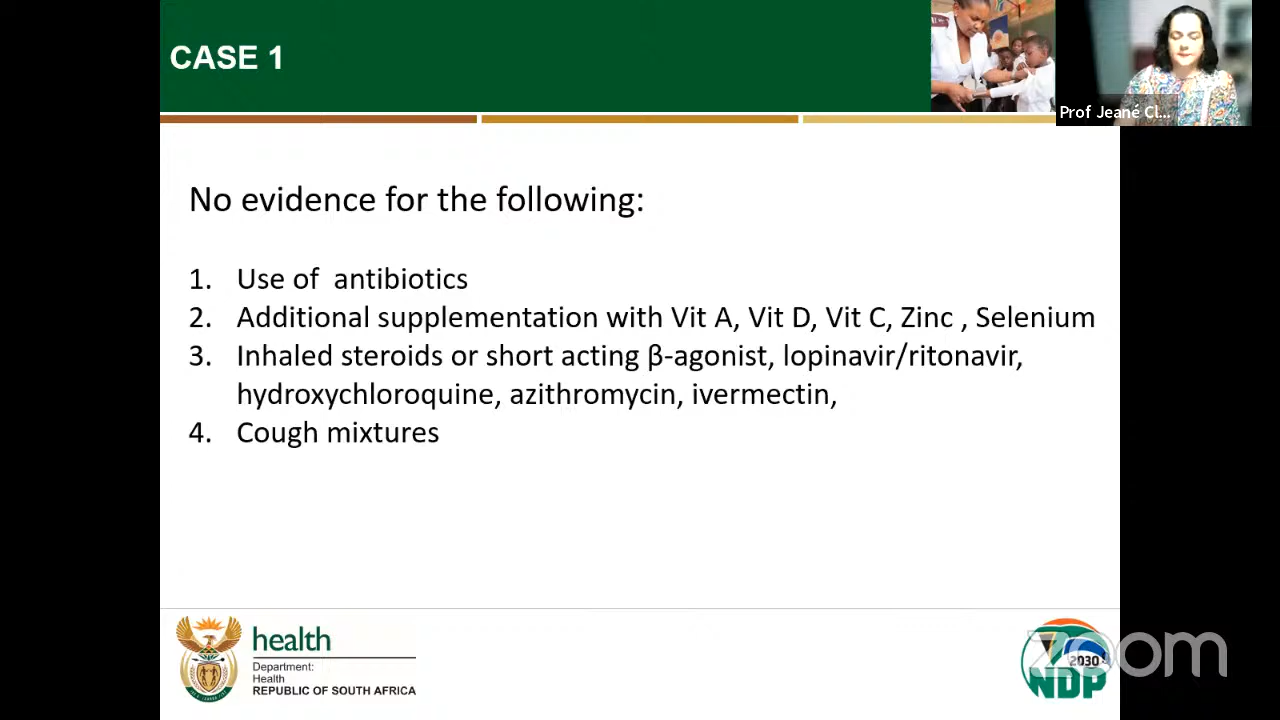 CASE 1
Prof Jeané Cl...
No evidence for the following:
1. Use of  antibiotics
2. Additional supplementation with Vit A, Vit D, Vit C, Zinc , Selenium
3. Inhaled steroids or short acting β-agonist, lopinavir/ritonavir,
hydroxychloroquine, azithromycin, ivermectin,
4. Cough mixtures
health
Department:
Health
REPUBLIC OF SOUTH AFRICA
2030
NDP
zoom